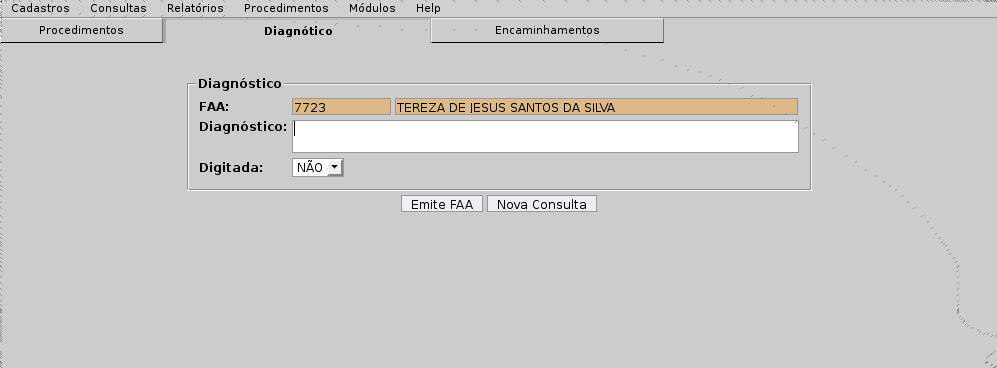 Cadastros Consultas Relatórios Procedimentos Módulos Help
Procedimentos Diagnótico Encaminhamentos
Diagnóstico
FAA: 7723 TEREZA DE JESUS SANTOS DA SILVA
Diagnóstico:
Digitada: NÃO
Emite FAA Nova Consulta